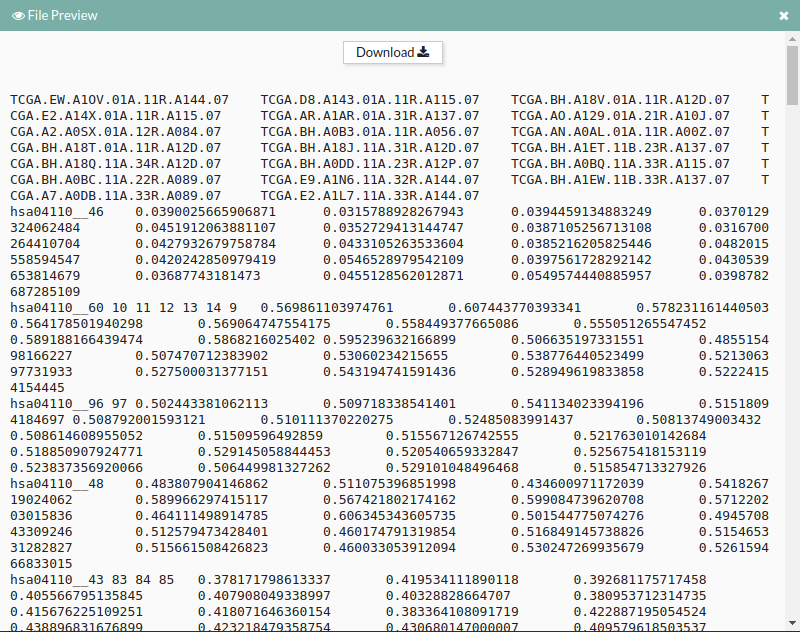 File Preview
Download
TCGA.EW.A1OV.01A.11R.A144.07 TCGA.D8.A143.01A.11R.A115.07 TCGA.BH.A18V.01A.11R.A12D.07 T
CGA.E2.A14X.01A.11R.A115.07 TCGA.AR.A1AR.01A.31R.A137.07 TCGA.AO.A129.01A.21R.A10J.07 T
CGA.A2.A0SX.01A.12R.A084.07 TCGA.BH.A0B3.01A.11R.A056.07 TCGA.AN.A0AL.01A.11R.A00Z.07 T
CGA.BH.A18T.01A.11R.A12D.07 TCGA.BH.A18J.11A.31R.A12D.07 TCGA.BH.A1ET.11B.23R.A137.07 T
CGA.BH.A18Q.11A.34R.A12D.07 TCGA.BH.A0DD.11A.23R.A12P.07 TCGA.BH.A0BQ.11A.33R.A115.07 T
CGA.BH.A0BC.11A.22R.A089.07 TCGA.E9.A1N6.11A.32R.A144.07 TCGA.BH.A1EW.11B.33R.A137.07 T
CGA.A7.A0DB.11A.33R.A089.07 TCGA.E2.A1L7.11A.33R.A144.07
hsa04110__46 0.0390025665906871 0.0315788928267943 0.0394459134883249 0.0370129
324062484 0.0451912063881107 0.0352729413144747 0.0387105256713108 0.0316700
264410704 0.0427932679758784 0.0433105263533604 0.0385216205825446 0.0482015
558594547 0.0420242850979419 0.0546528979542109 0.0397561728292142 0.0430539
653814679 0.03687743181473 0.0455128562012871 0.0549574440885957 0.0398782
687285109
hsa04110__60 10 11 12 13 14 9 0.569861103974761 0.607443770393341 0.578231161440503
0.564178501940298 0.569064747554175 0.558449377665086 0.555051265547452
0.589188166439474 0.5868216025402 0.595239632166899 0.506635197331551 0.4855154
98166227 0.507470712383902 0.53060234215655 0.538776440523499 0.5213063
97731933 0.527500031377151 0.543194741591436 0.528949619833858 0.5222415
4154445
hsa04110__96 97 0.502443381062113 0.509718338541401 0.541134023394196 0.5151809
4184697 0.508792001593121 0.510111370220275 0.52485083991437 0.50813749003432
0.508614608955052 0.51509596492859 0.515567126742555 0.521763010142684
0.518850907924771 0.529145058844453 0.520540659332847 0.525675418153119
0.523837356920066 0.506449981327262 0.529101048496468 0.515854713327926
hsa04110__48 0.483807904146862 0.511075396851998 0.434600971172039 0.5418267
19024062 0.589966297415117 0.567421802174162 0.599084739620708 0.5712202
03015836 0.464111498914785 0.606345343605735 0.501544775074276 0.4945708
43309246 0.512579473428401 0.460174791319854 0.516849145738826 0.5154653
31282827 0.515661508426823 0.460033053912094 0.530247269935679 0.5261594
66833015
hsa04110__43 83 84 85 0.378171798613337 0.419534111890118 0.392681175717458
0.405566795135845 0.407908049338997 0.40328828664707 0.380953712314735
0.415676225109251 0.418071646360154 0.383364108091719 0.422887195054524
0.438896831676899 0.423218479358754 0.430680147000007 0.409579618503537